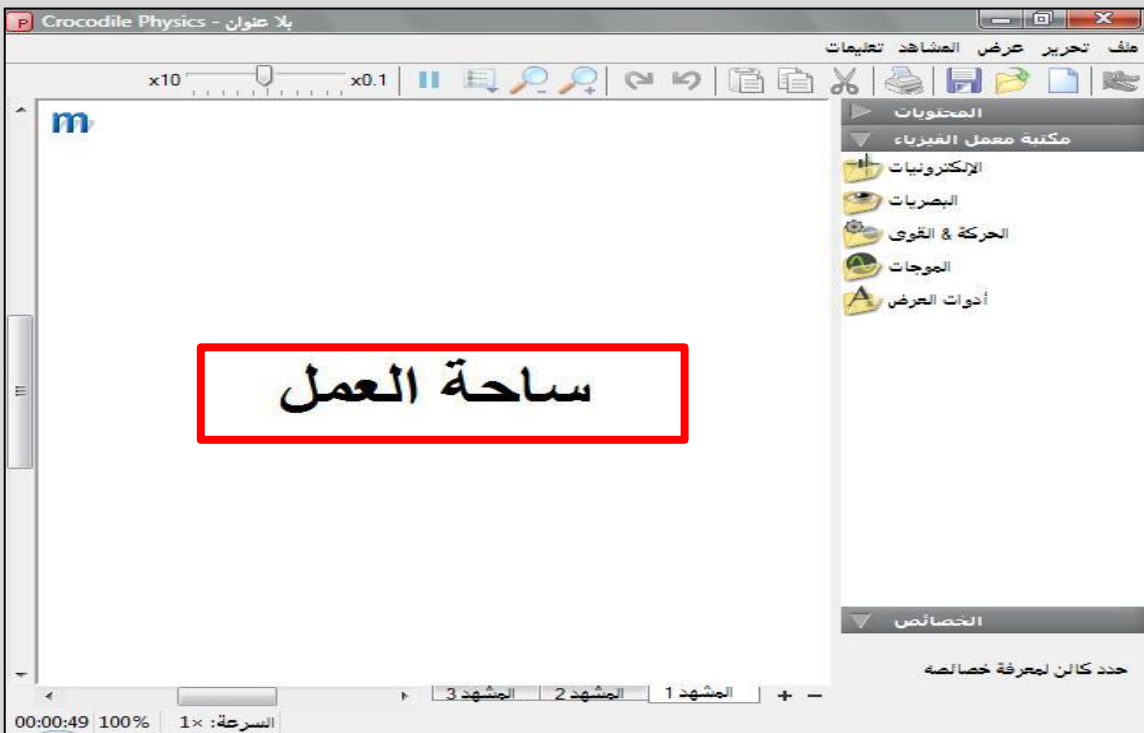 Crocodile Physics - بلا عنوان
ملف تحرير عرض المشاهد تعليمات
x10 x0.1
المحتويات
مكتبة معمل الفيزياء
الإلكترونيات
البصريات
الحركة & القوى
الموجات
أدوات العرض
m
ساحة العمل
الخصائص
حدد كائن لمعرفة خصائصه
المشهد 1 المشهد 2 المشهد 3
السرعة: ×1 100% 00:00:49